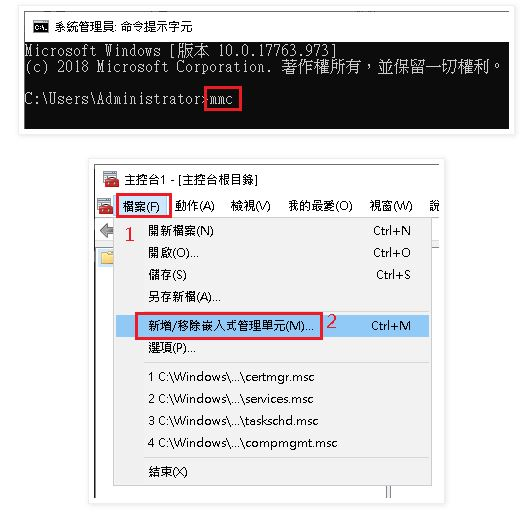 系統管理員: 命令提示字元
Microsoft Windows [版本 10.0.17763.973]
(c) 2018 Microsoft Corporation. 著作權所有，並保留一切權利。
C:\Users\Administrator>mmc
主控台1 - [主控台根目錄]
檔案(F) 動作(A) 檢視(V) 我的最愛(O) 視窗(W) 說
1
開新檔案(N) Ctrl+N
開啟(O)... Ctrl+O
儲存(S) Ctrl+S
另存新檔(A)...
新增/移除嵌入式管理單元(M)... 2 Ctrl+M
選項(P)...
1 C:\Windows\...\certmgr.msc
2 C:\Windows\...\services.msc
3 C:\Windows\...\taskschd.msc
4 C:\Windows\...\compmgmt.msc
結束(X)